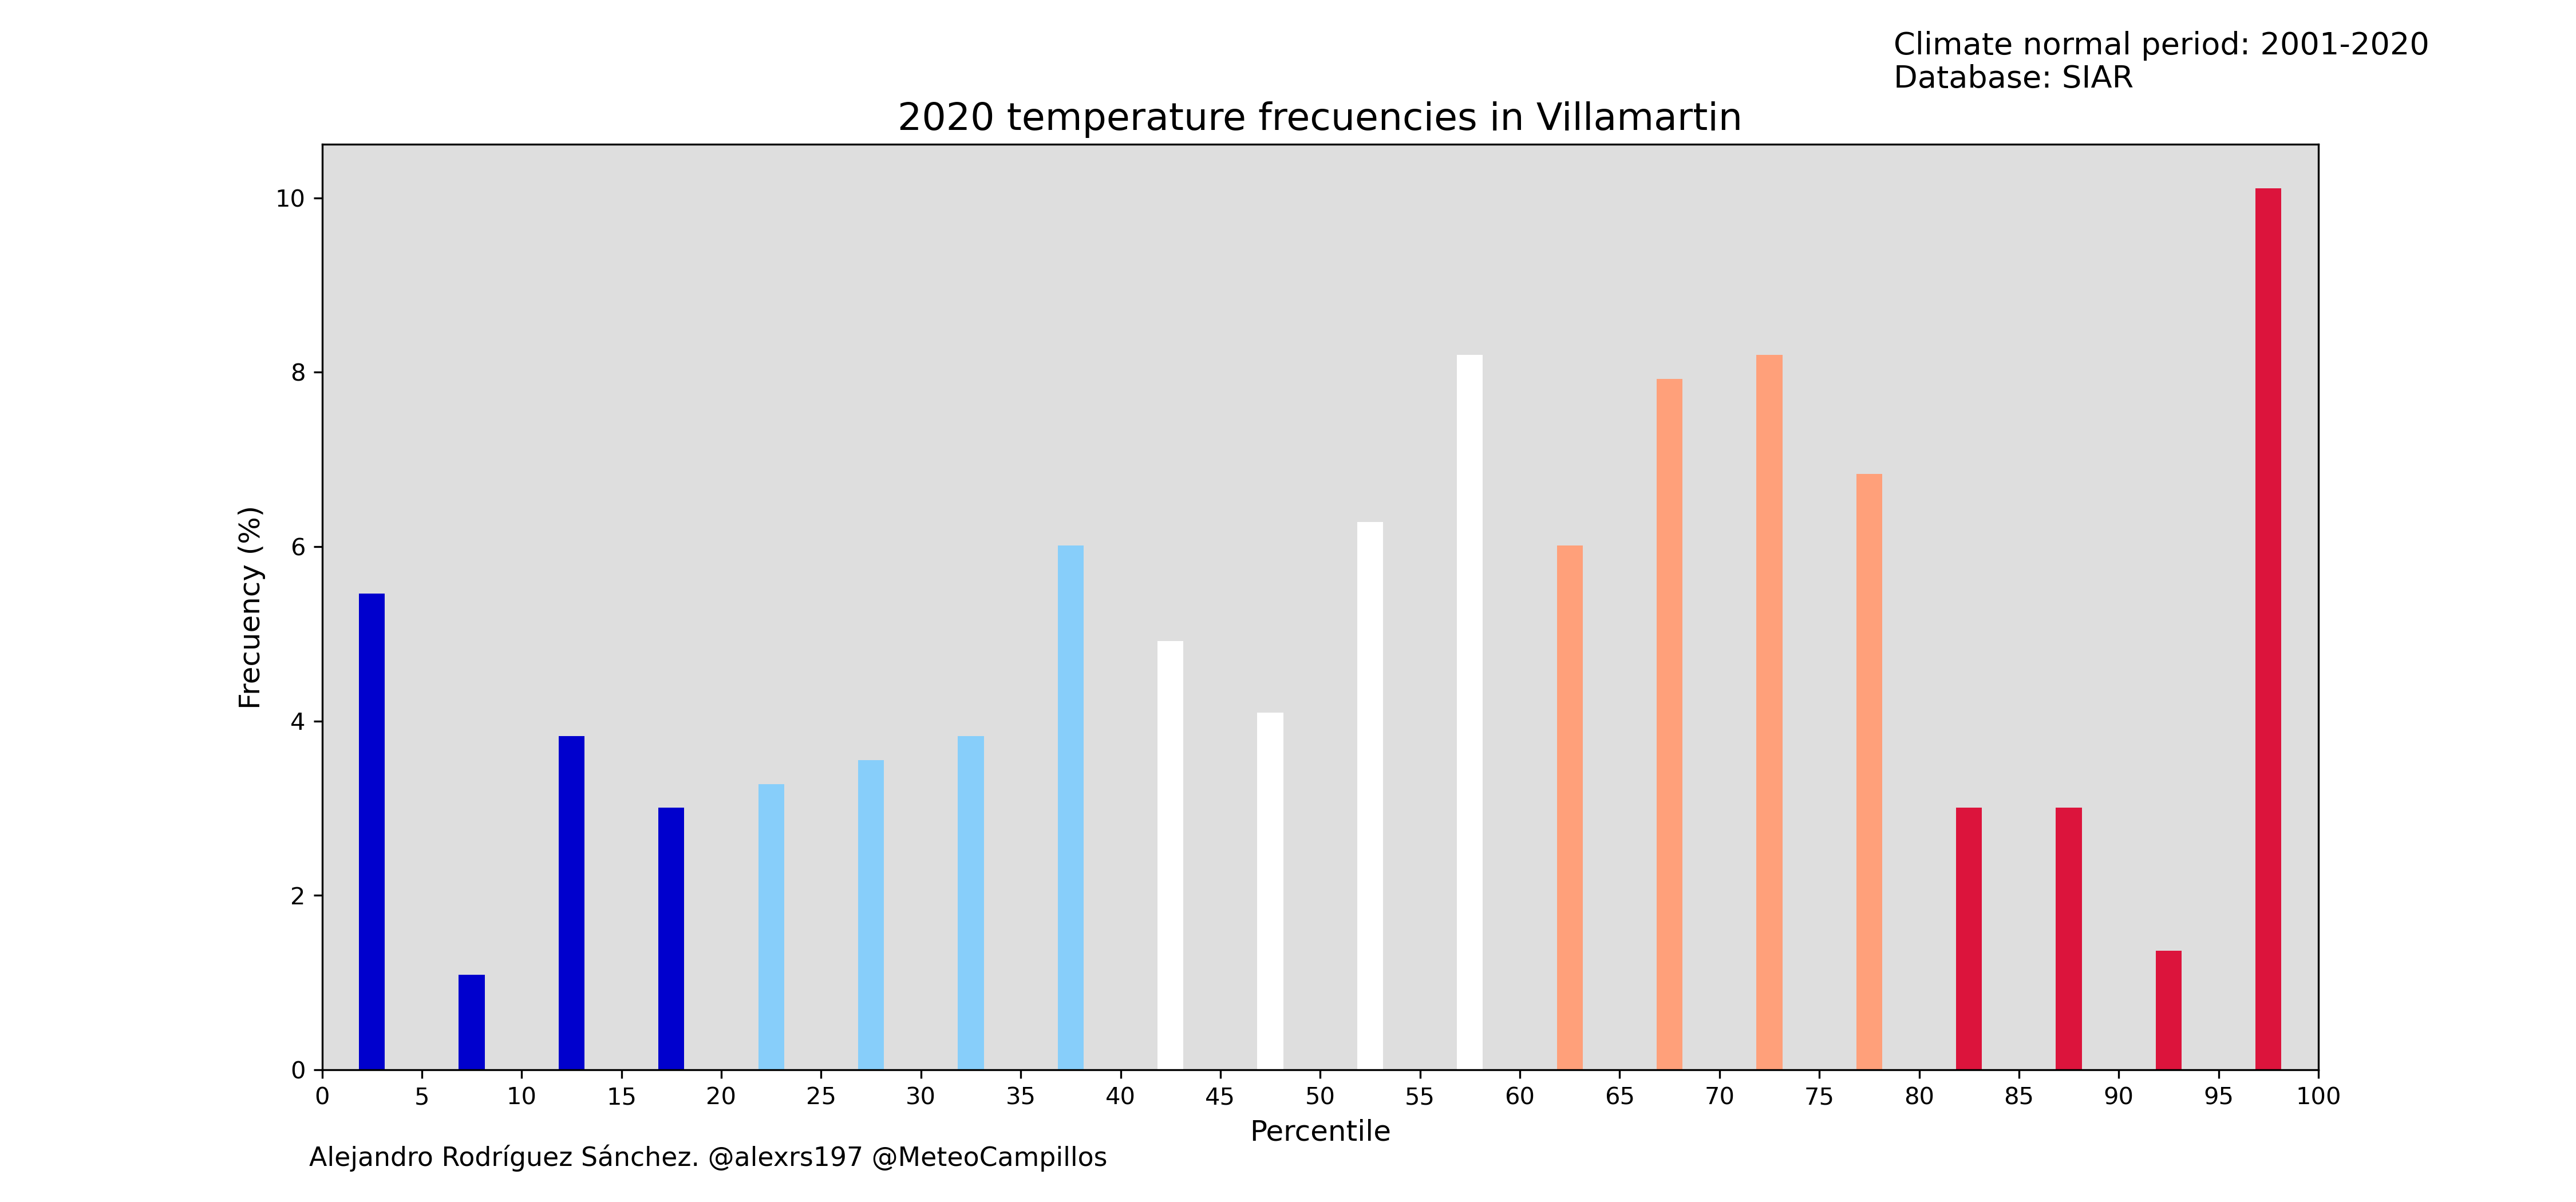 Climate normal period: 2001-2020
Database: SIAR
2020 temperature frecuencies in Villamartin
10
8
6
4
2
0
Frecuency (%)
0 5 10 15 20 25 30 35 40 45 50 55 60 65 70 75 80 85 90 95 100
Percentile
Alejandro Rodríguez Sánchez. @alexrs197 @MeteoCampillos